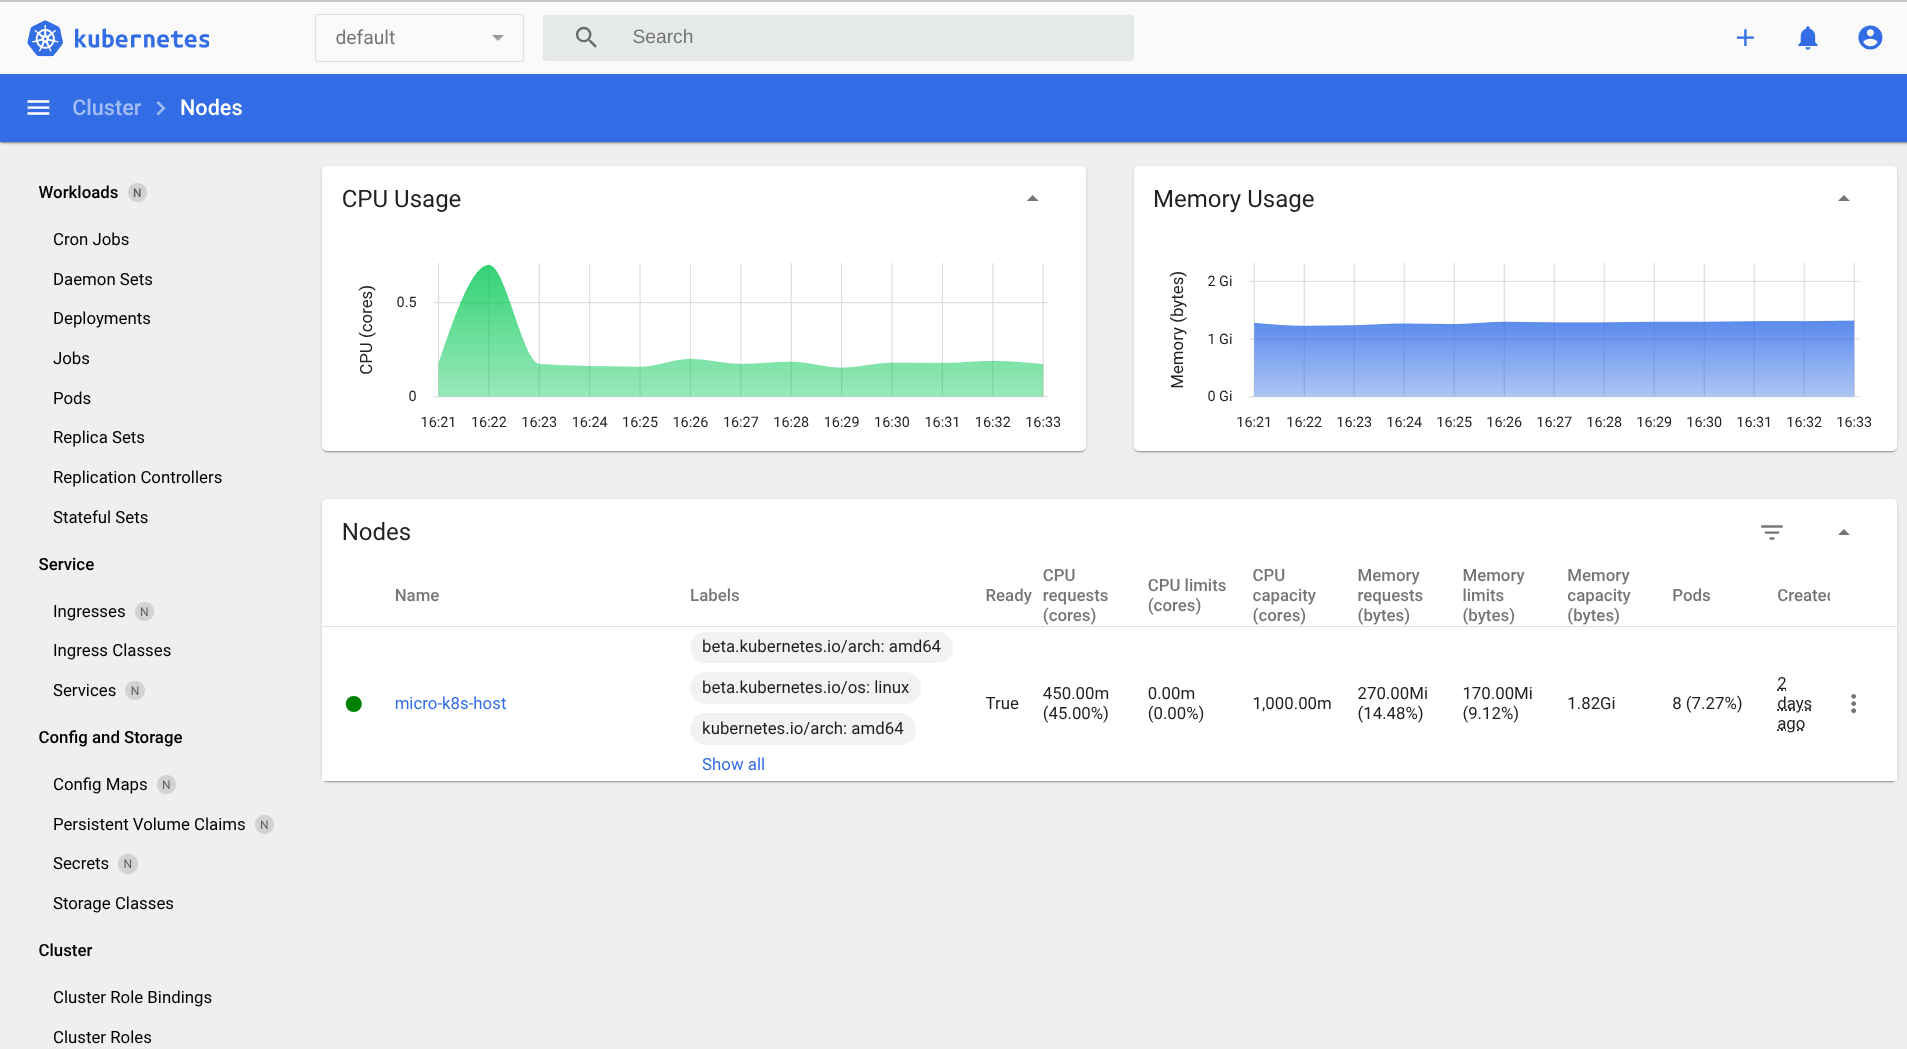 kubernetes
default
Search
Cluster
Nodes
Workloads N
Cron Jobs
Daemon Sets
Deployments
Jobs
Pods
Replica Sets
Replication Controllers
Stateful Sets
Service
Ingresses N
Ingress Classes
Services N
Config and Storage
Config Maps N
Persistent Volume Claims N
Secrets N
Storage Classes
Cluster
Cluster Role Bindings
Cluster Roles
CPU Usage
CPU (cores)
0.5
0
16:21 16:22 16:23 16:24 16:25 16:26 16:27 16:28 16:29 16:30 16:31 16:32 16:33
Memory Usage
Memory (bytes)
2 Gi
1 Gi
0 Gi
16:21 16:22 16:23 16:24 16:25 16:26 16:27 16:28 16:29 16:30 16:31 16:32 16:33
Nodes
Name
Labels
Ready
CPU
requests
(cores)
CPU limits
(cores)
CPU
capacity
(cores)
Memory
requests
(bytes)
Memory
limits
(bytes)
Memory
capacity
(bytes)
Pods
Create
micro-k8s-host
beta.kubernetes.io/arch: amd64
beta.kubernetes.io/os: linux
kubernetes.io/arch: amd64
Show all
True
450.00m
(45.00%)
0.00m
(0.00%)
1,000.00m
270.00Mi
(14.48%)
170.00Mi
(9.12%)
1.82Gi
8 (7.27%)
2
days
ago